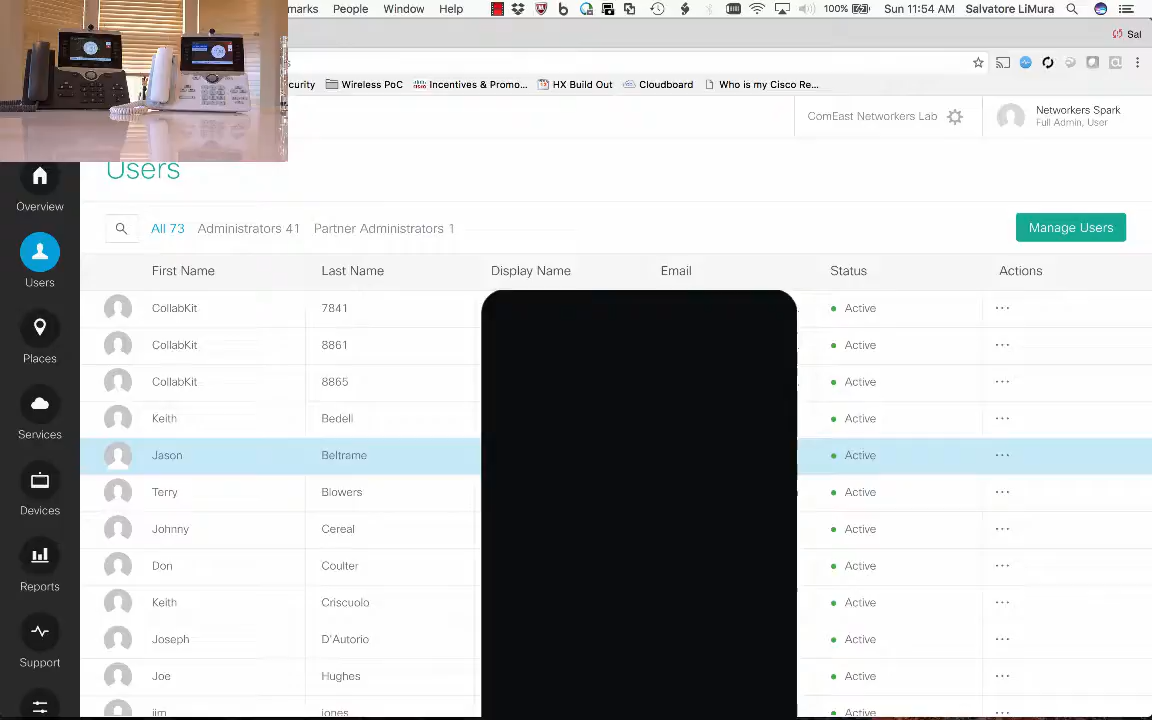 marks People Window Help 100% Sun 11:54 AM Salvatore LiMura
Sal
curity Wireless PoC Incentives & Promo... HX Build Out Cloudboard Who is my Cisco Re...
ComEast Networkers Lab
Networkers Spark
Full Admin, User
Users
Overview
All 73 Administrators 41 Partner Administrators 1
Manage Users
Users
First Name Last Name Display Name Email Status Actions
CollabKit 7841 Active ...
Places
CollabKit 8861 Active ...
CollabKit 8865 Active ...
Services
Keith Bedell Active ...
Jason Beltrame Active ...
Devices
Terry Blowers Active ...
Johnny Cereal Active ...
Reports
Don Coulter Active ...
Keith Criscuolo Active ...
Support
Joseph D'Autorio Active ...
Joe Hughes Active ...
jim jones Active ...